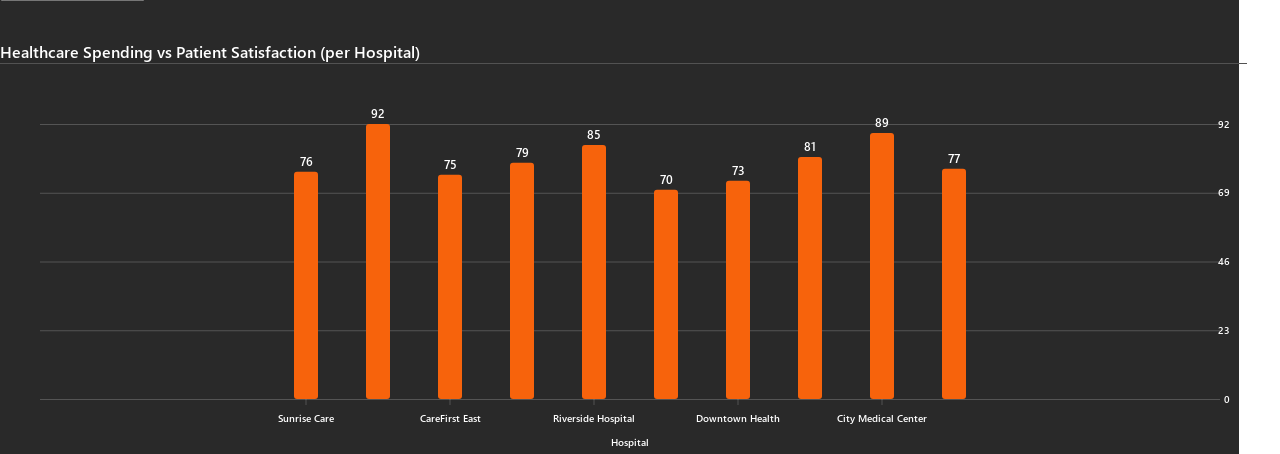 Healthcare Spending vs Patient Satisfaction (per Hospital)
76
92
75
79
85
70
73
81
89
77
92
69
46
23
0
Sunrise Care
CareFirst East
Riverside Hospital
Downtown Health
City Medical Center
Hospital